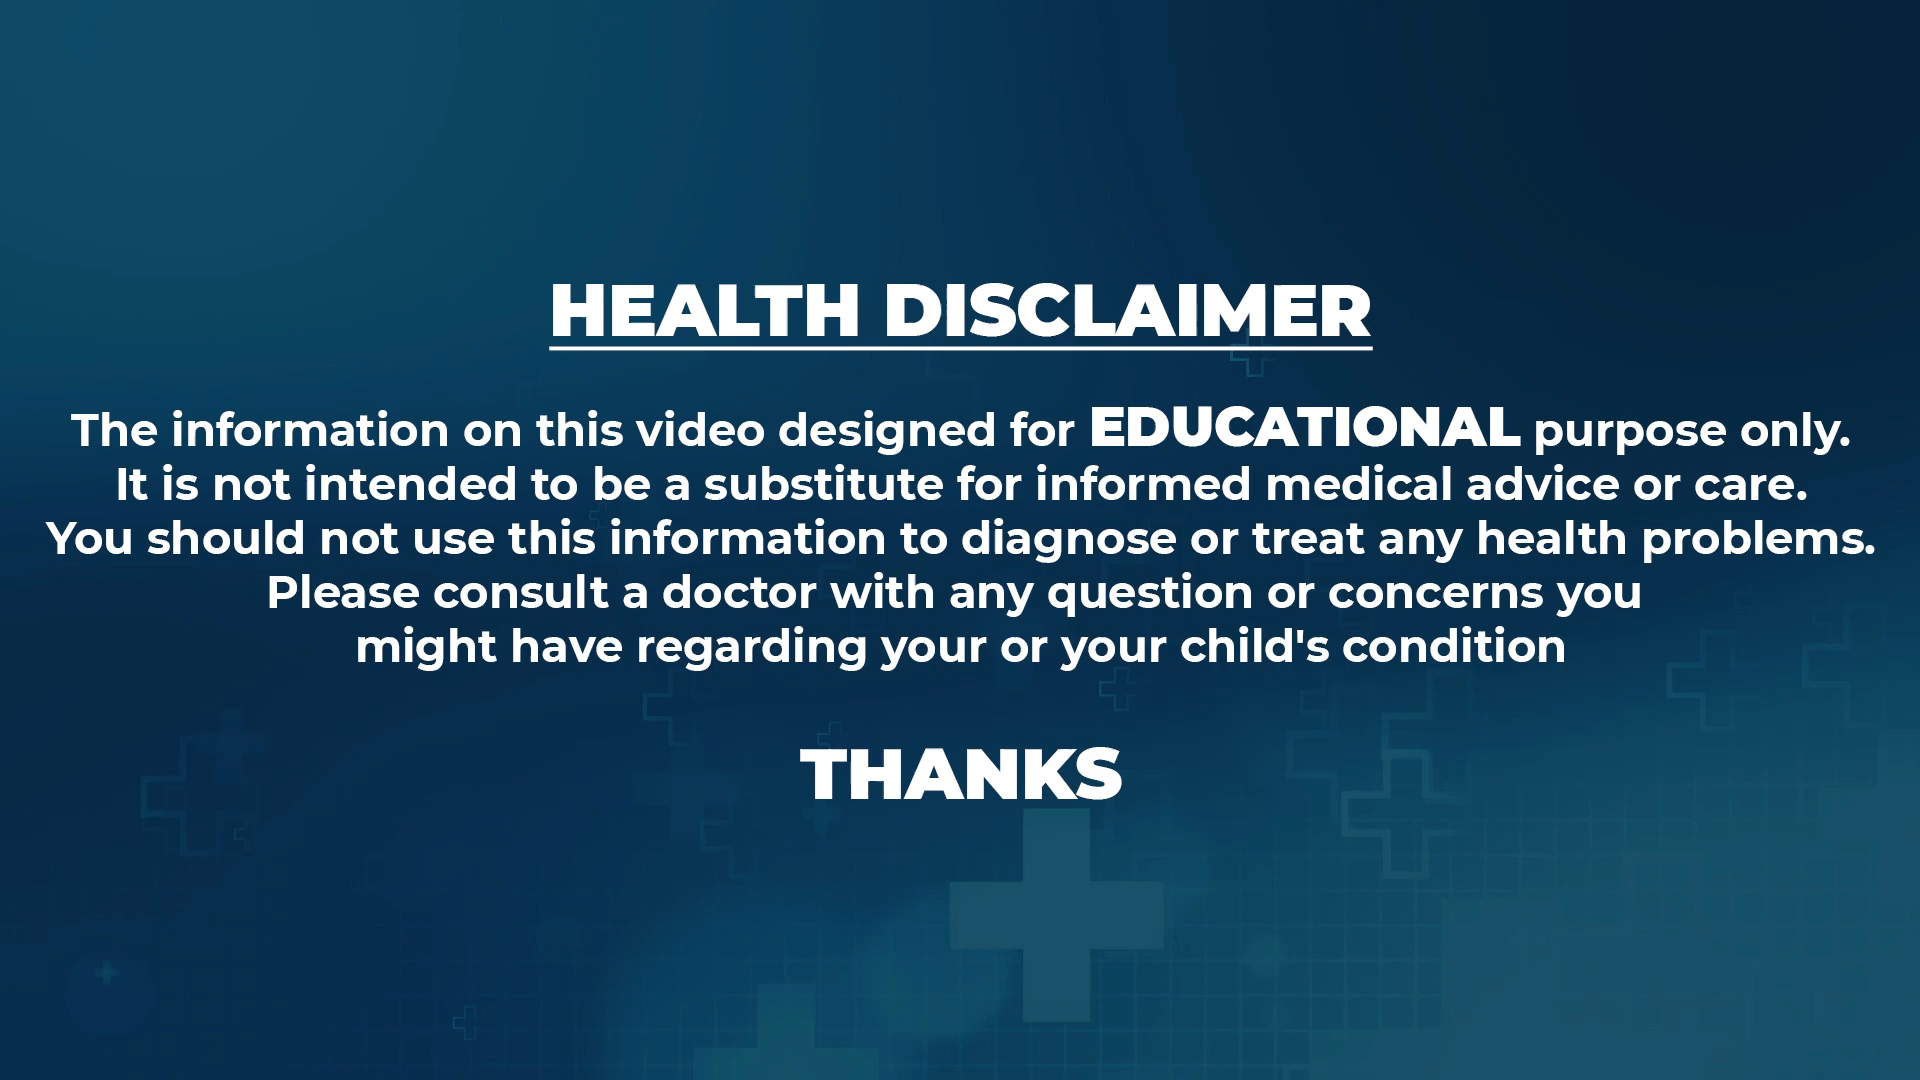 HEALTH DISCLAIMER
The information on this video designed for EDUCATIONAL purpose only.
It is not intended to be a substitute for informed medical advice or care.
You should not use this information to diagnose or treat any health problems.
Please consult a doctor with any question or concerns you
might have regarding your or your child's condition
THANKS